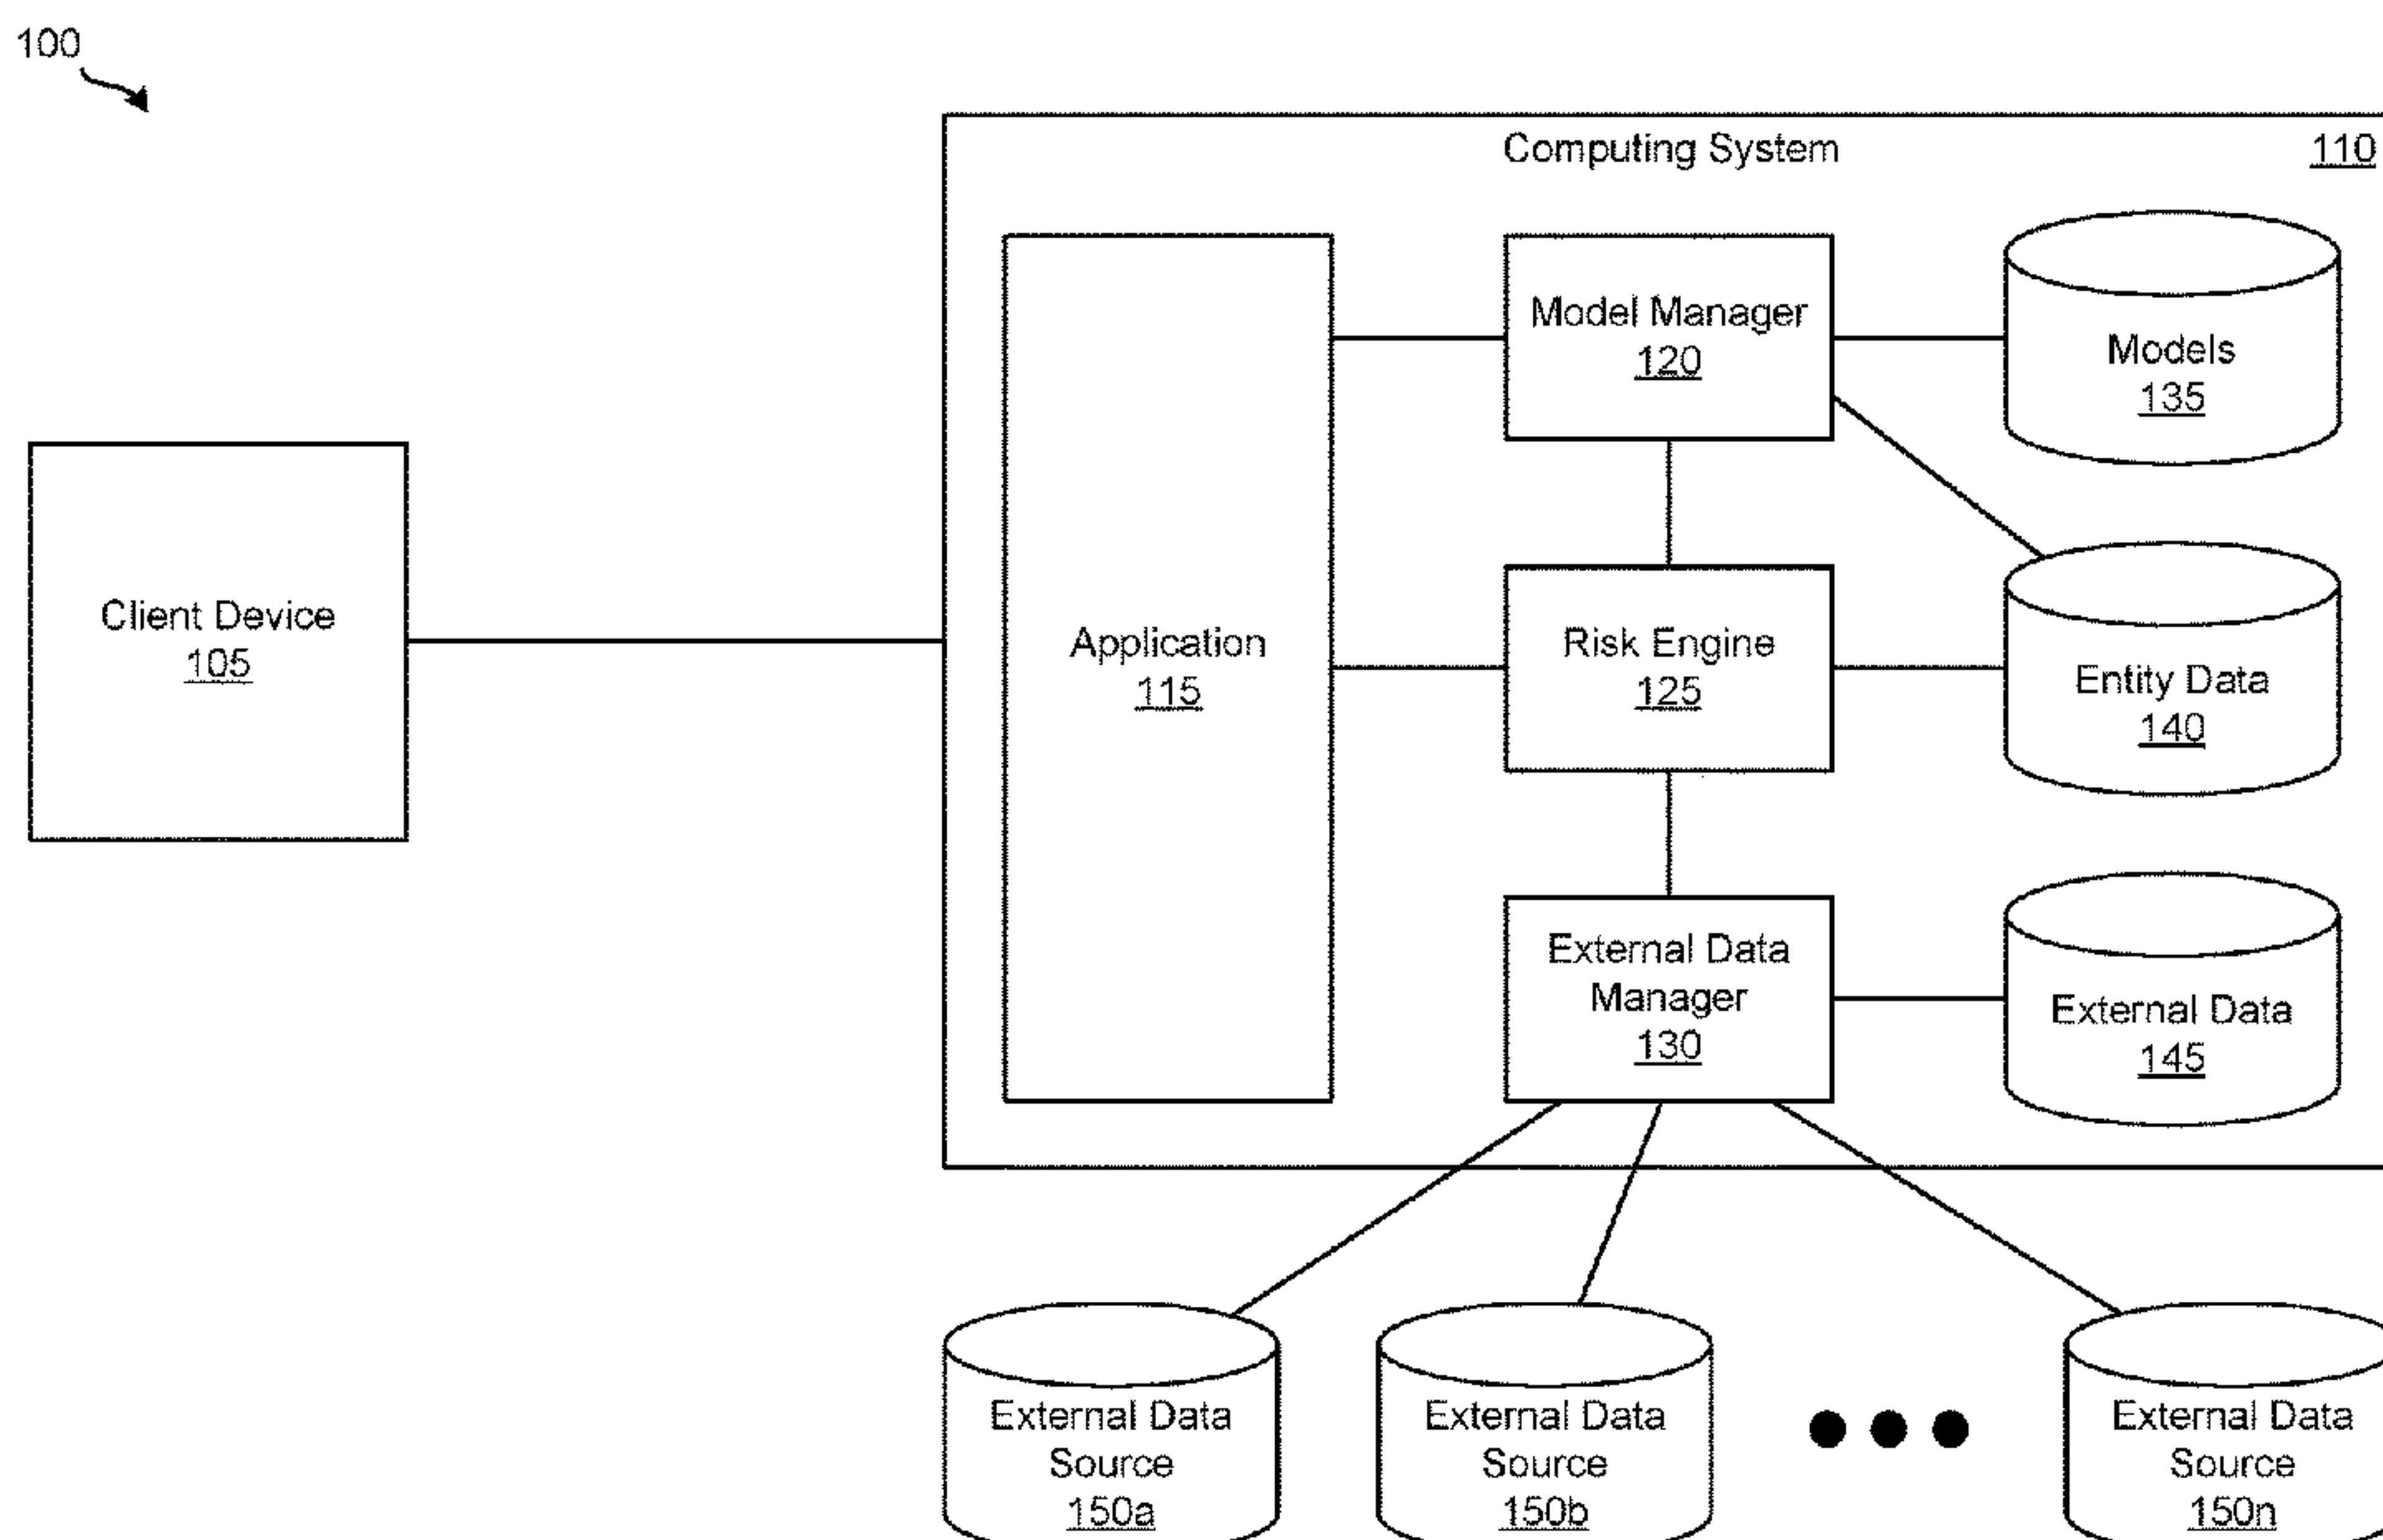 100
Computing System
110
Model Manager
120
Models
135
Client Device
105
Application
115
Risk Engine
125
Entity Data
140
External Data
Manager
130
External Data
145
External Data
Source
150a
External Data
Source
150b
External Data
Source
150n